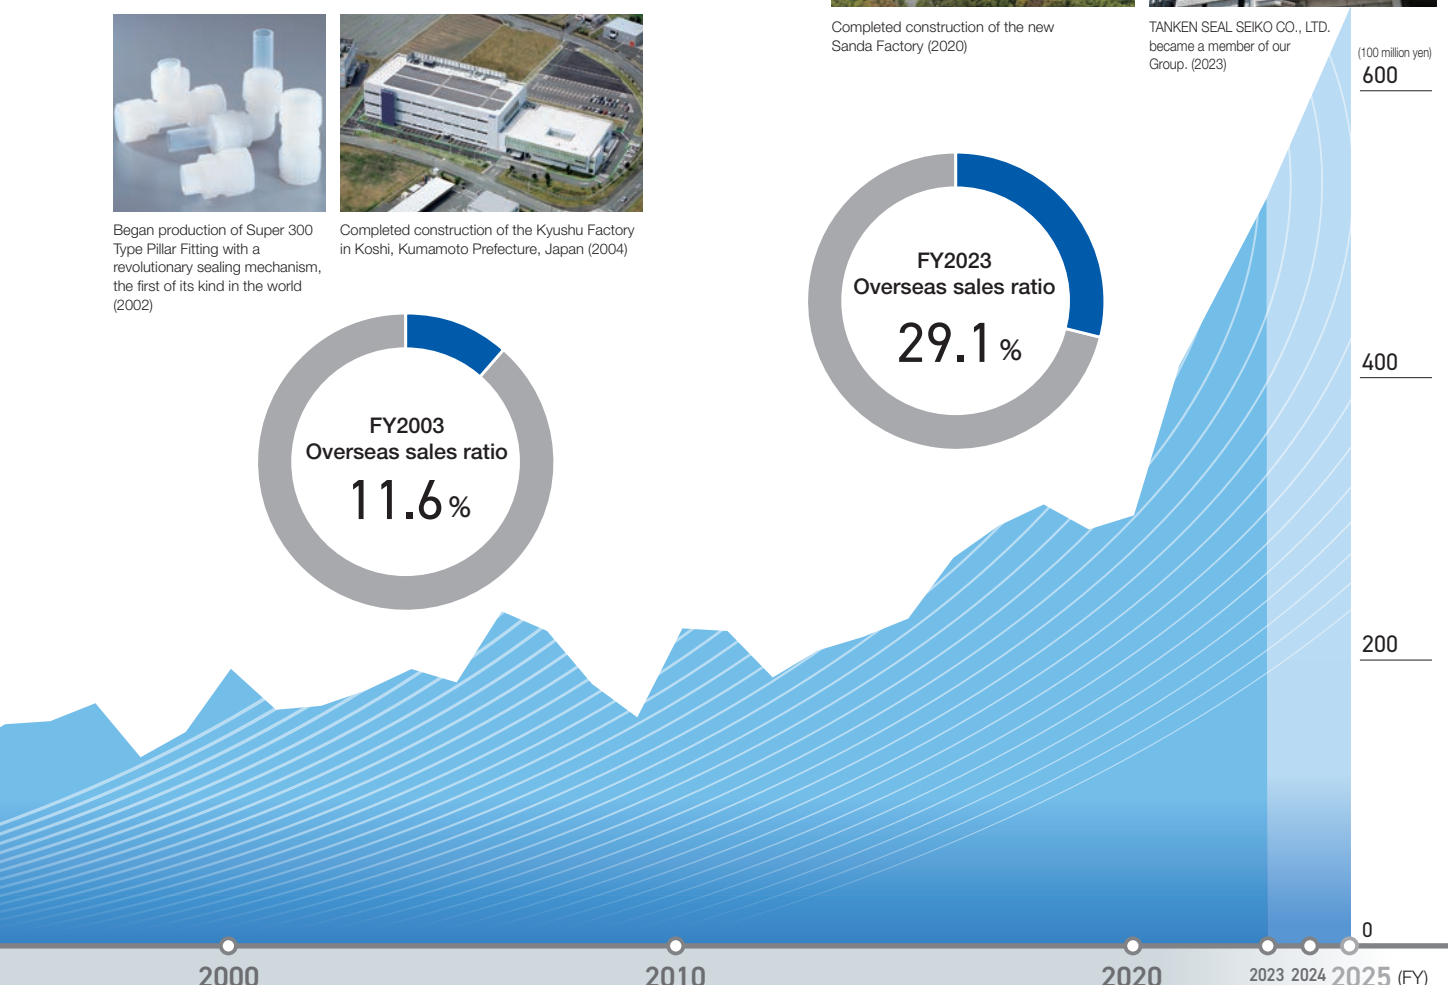 Completed construction of the new
Sanda Factory (2020)
TANKEN SEAL SEIKO CO., LTD.
became a member of our
Group. (2023)
(100 million yen)
600
Began production of Super 300
Type Pillar Fitting with a
revolutionary sealing mechanism,
the first of its kind in the world
(2002)
Completed construction of the Kyushu Factory
in Koshi, Kumamoto Prefecture, Japan (2004)
FY2023
Overseas sales ratio
29.1 %
400
FY2003
Overseas sales ratio
11.6 %
200
0
2000 2010 2020 2023 2024 2025 (FY)